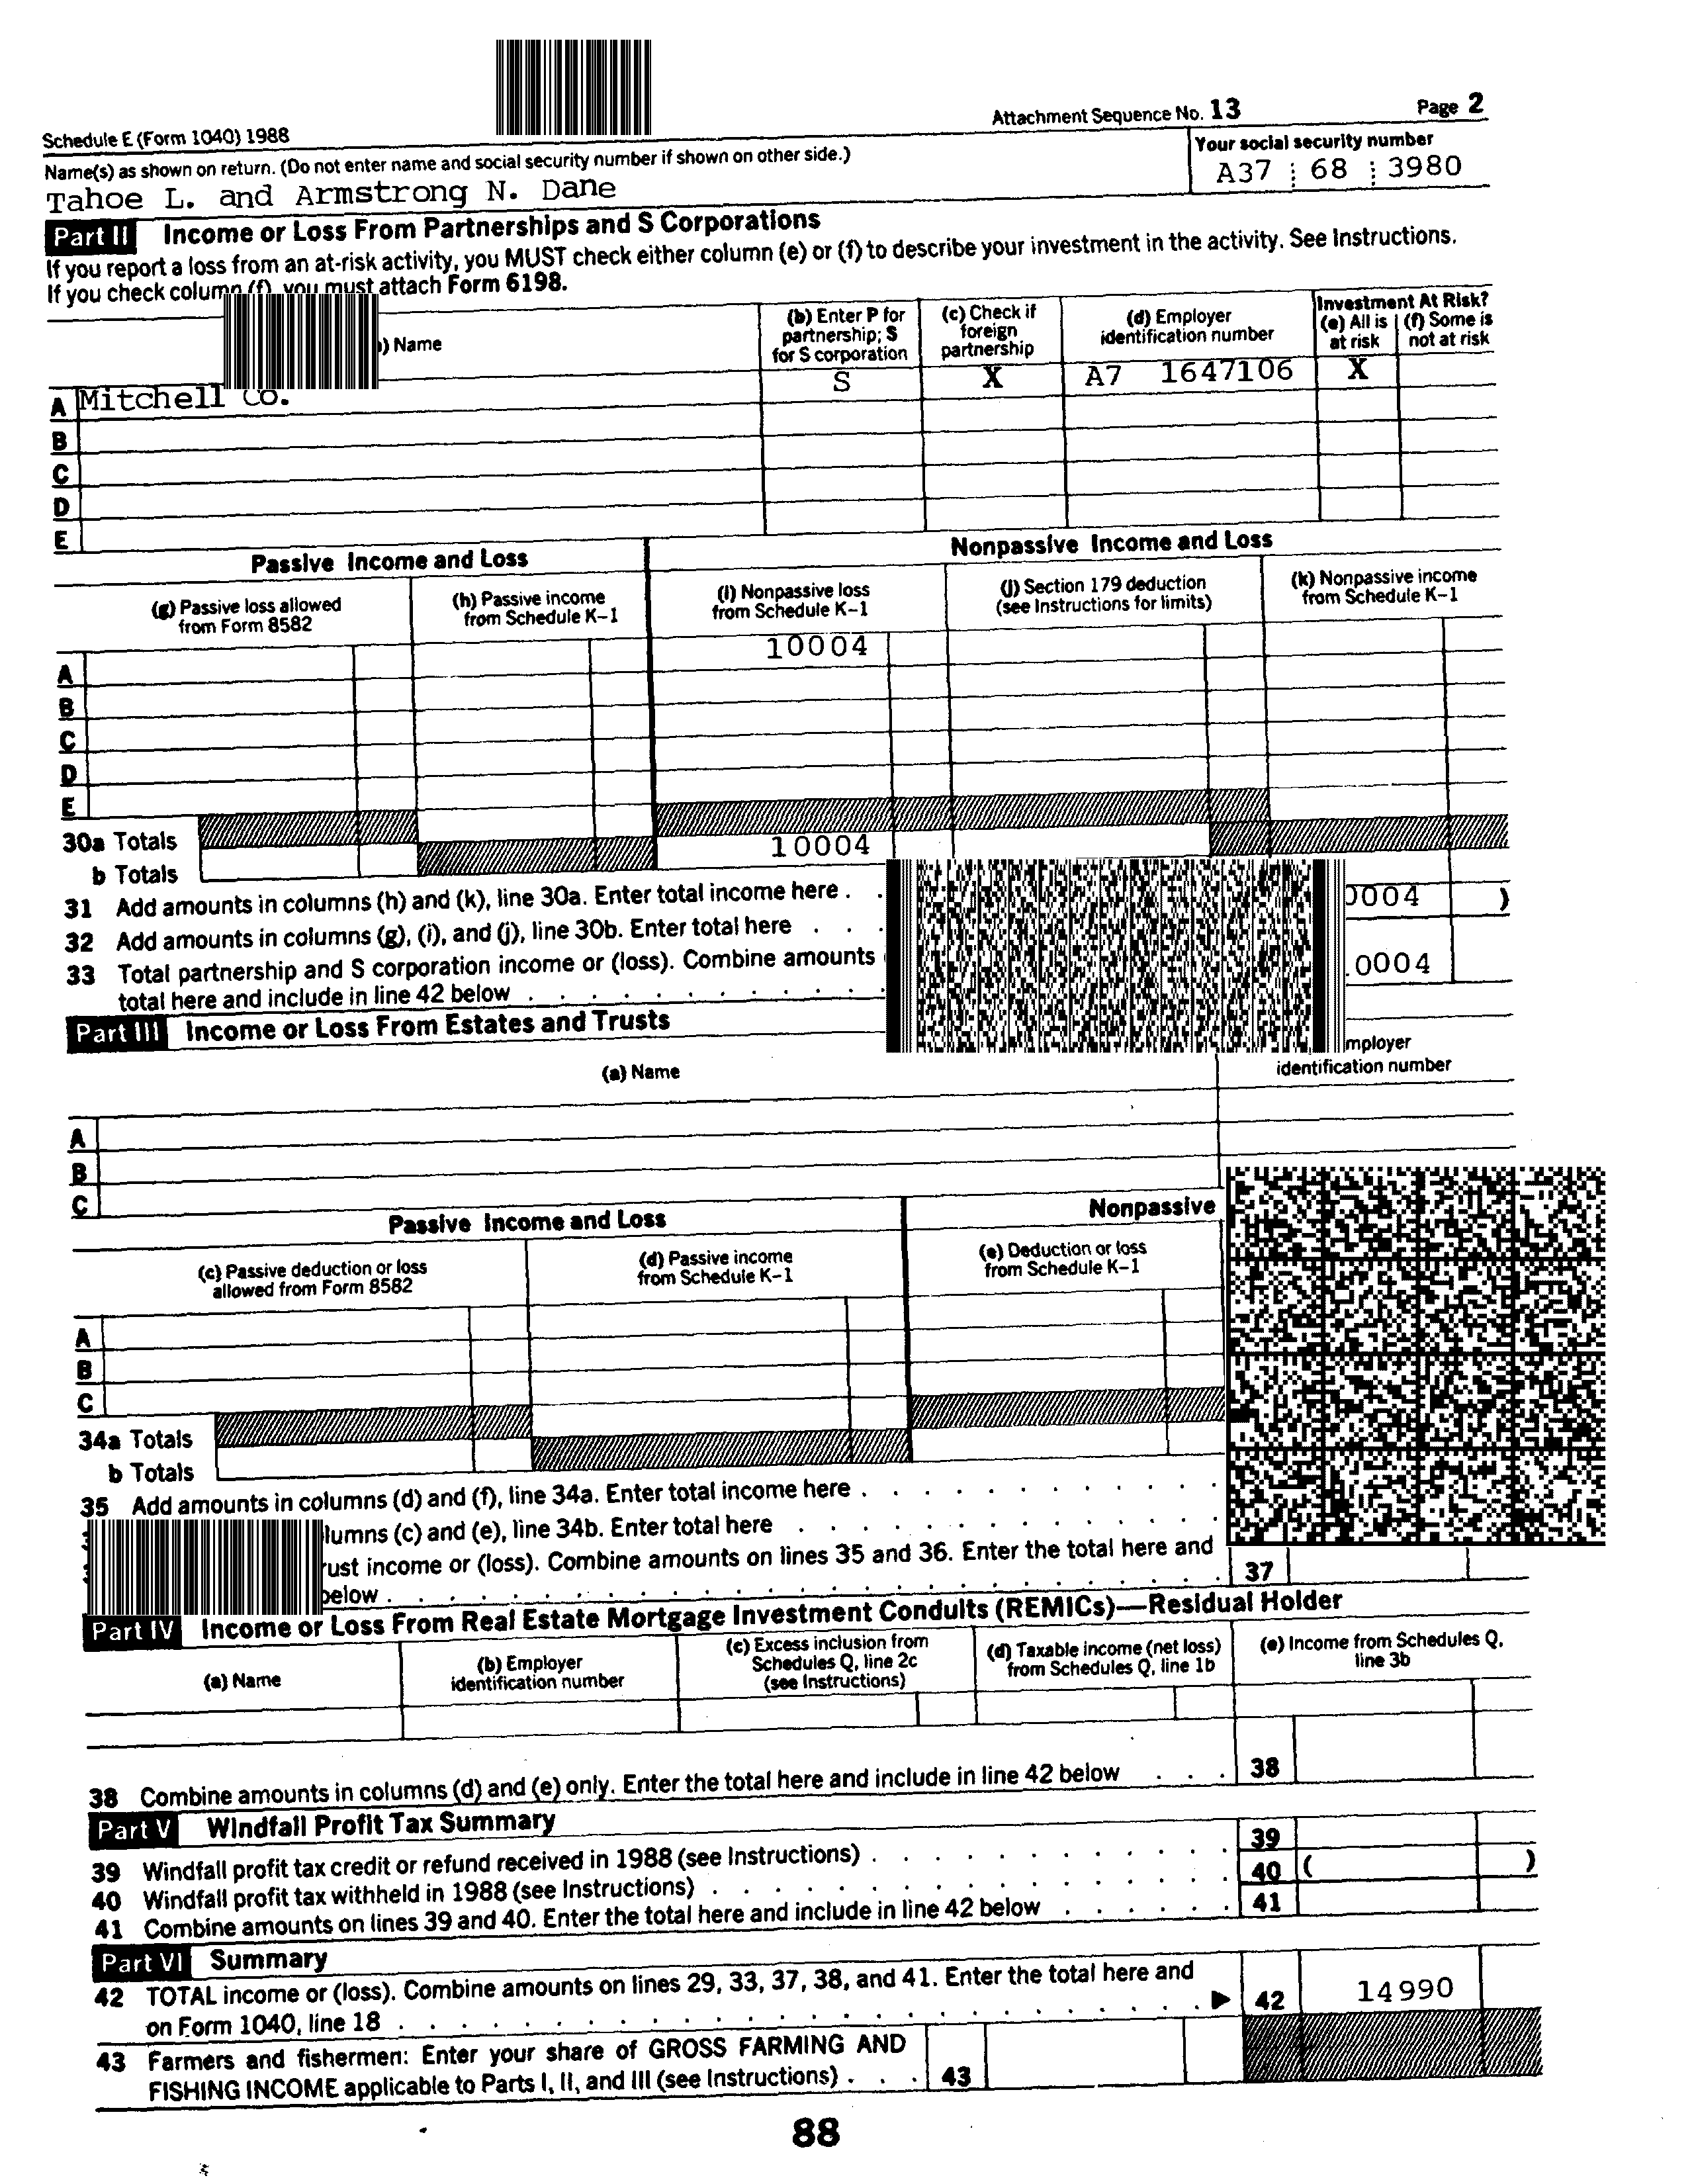 Schedule E (Form 1040) 1988
Attachment Sequence No. 13
Page 2
Name(s) as shown on return. (Do not enter name and social security number if shown on other side.)
Your social security number
Tahoe L. and Armstrong N. Dane
A37 68 3980
Part II Income or Loss From Partnerships and S Corporations
If you report a loss from an at-risk activity, you MUST check either column (e) or (f) to describe your investment in the activity. See Instructions.
If you check column (f), you must attach Form 6198.
Name
(b) Enter P for partnership; S for S corporation
(c) Check if foreign partnership
(d) Employer identification number
Investment At Risk?
(e) All is at risk
(f) Some is not at risk
A Mitchell Co. S X A7 1647106 X
B
C
D
E
Passive Income and Loss
Nonpassive Income and Loss
(g) Passive loss allowed from Form 8582
(h) Passive income from Schedule K-1
(i) Nonpassive loss from Schedule K-1
(j) Section 179 deduction (see Instructions for limits)
(k) Nonpassive income from Schedule K-1
A 10004
B
C
D
E
30a Totals
b Totals 10004
31 Add amounts in columns (h) and (k), line 30a. Enter total income here . .
32 Add amounts in columns (g), (i), and (j), line 30b. Enter total here . . . 0004 )
33 Total partnership and S corporation income or (loss). Combine amounts
total here and include in line 42 below . . . . . . . . . . . 0004
Part III Income or Loss From Estates and Trusts
(a) Name
identification number
A
B
C
Passive Income and Loss
Nonpassive
(c) Passive deduction or loss allowed from Form 8582
(d) Passive income from Schedule K-1
(e) Deduction or loss from Schedule K-1
A
B
C
34a Totals
b Totals
35 Add amounts in columns (d) and (f), line 34a. Enter total income here . . . . . . . . . . . .
(c) and (e), line 34b. Enter total here . . . . . . . . . . . . .
income or (loss). Combine amounts on lines 35 and 36. Enter the total here and
below . . . . . . . . . . . . . . . . . . . . . . . . 37
Part IV Income or Loss From Real Estate Mortgage Investment Conduits (REMICs)—Residual Holder
(a) Name
(b) Employer identification number
(c) Excess inclusion from Schedules Q, line 2c (see Instructions)
(d) Taxable income (net loss) from Schedules Q, line 1b
(e) Income from Schedules Q, line 3b
38 Combine amounts in columns (d) and (e) only. Enter the total here and include in line 42 below . . . 38
Part V Windfall Profit Tax Summary
39 Windfall profit tax credit or refund received in 1988 (see Instructions) . . . . . . . . . . . . 39
40 Windfall profit tax withheld in 1988 (see Instructions) . . . . . . . . . . . . . . . . . . 40 ( )
41 Combine amounts on lines 39 and 40. Enter the total here and include in line 42 below . . . . . . 41
Part VI Summary
42 TOTAL income or (loss). Combine amounts on lines 29, 33, 37, 38, and 41. Enter the total here and
on Form 1040, line 18 . . . . . . . . . . . . . . . . . . . . . . . . ▶ 42 14990
43 Farmers and fishermen: Enter your share of GROSS FARMING AND
FISHING INCOME applicable to Parts I, II, and III (see Instructions) . . . 43
88